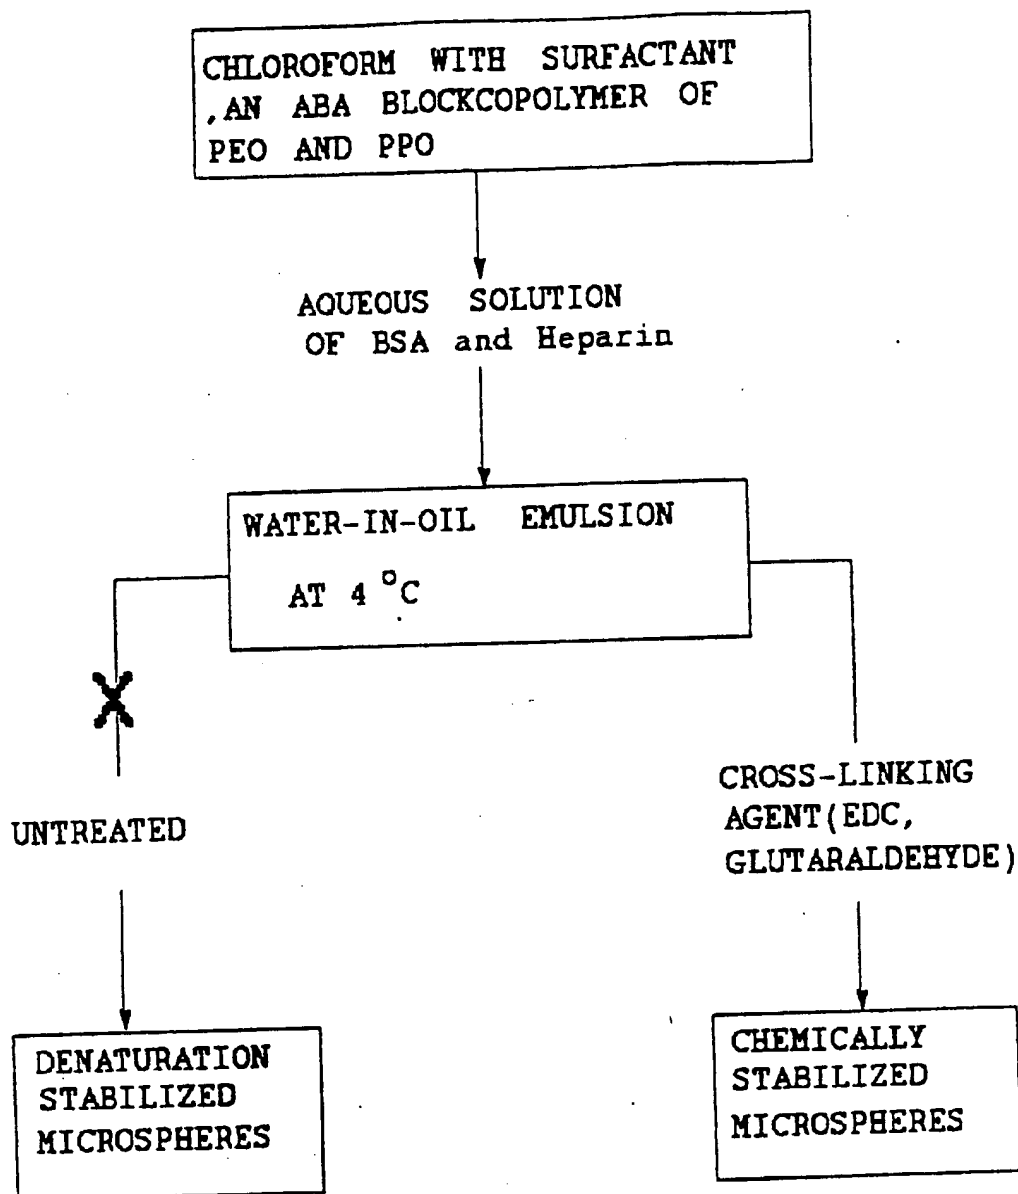 CHLOROFORM WITH SURFACTANT
,AN ABA BLOCKCOPOLYMER OF
PEO AND PPO
AQUEOUS SOLUTION
OF BSA and Heparin
WATER-IN-OIL EMULSION
AT 4 °C
UNTREATED
CROSS-LINKING
AGENT(EDC,
GLUTARALDEHYDE)
DENATURATION
STABILIZED
MICROSPHERES
CHEMICALLY
STABILIZED
MICROSPHERES